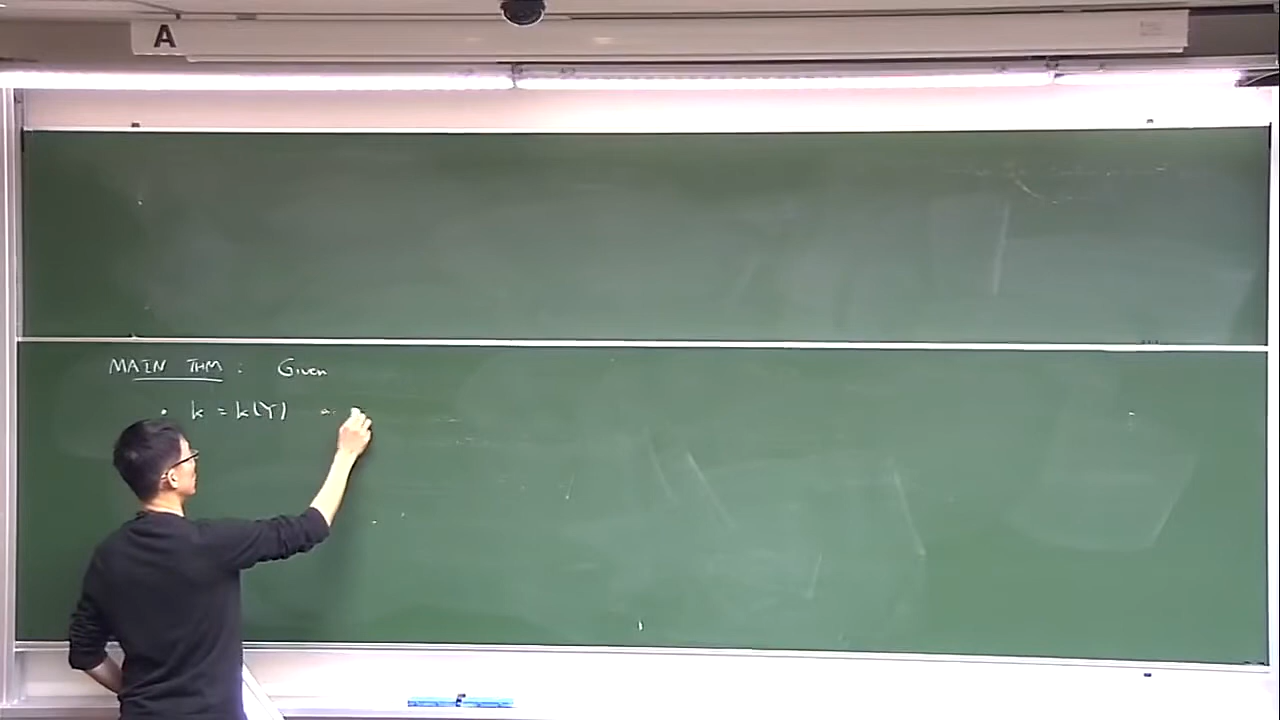 A
MAIN THM : Given
• k = k(Y)